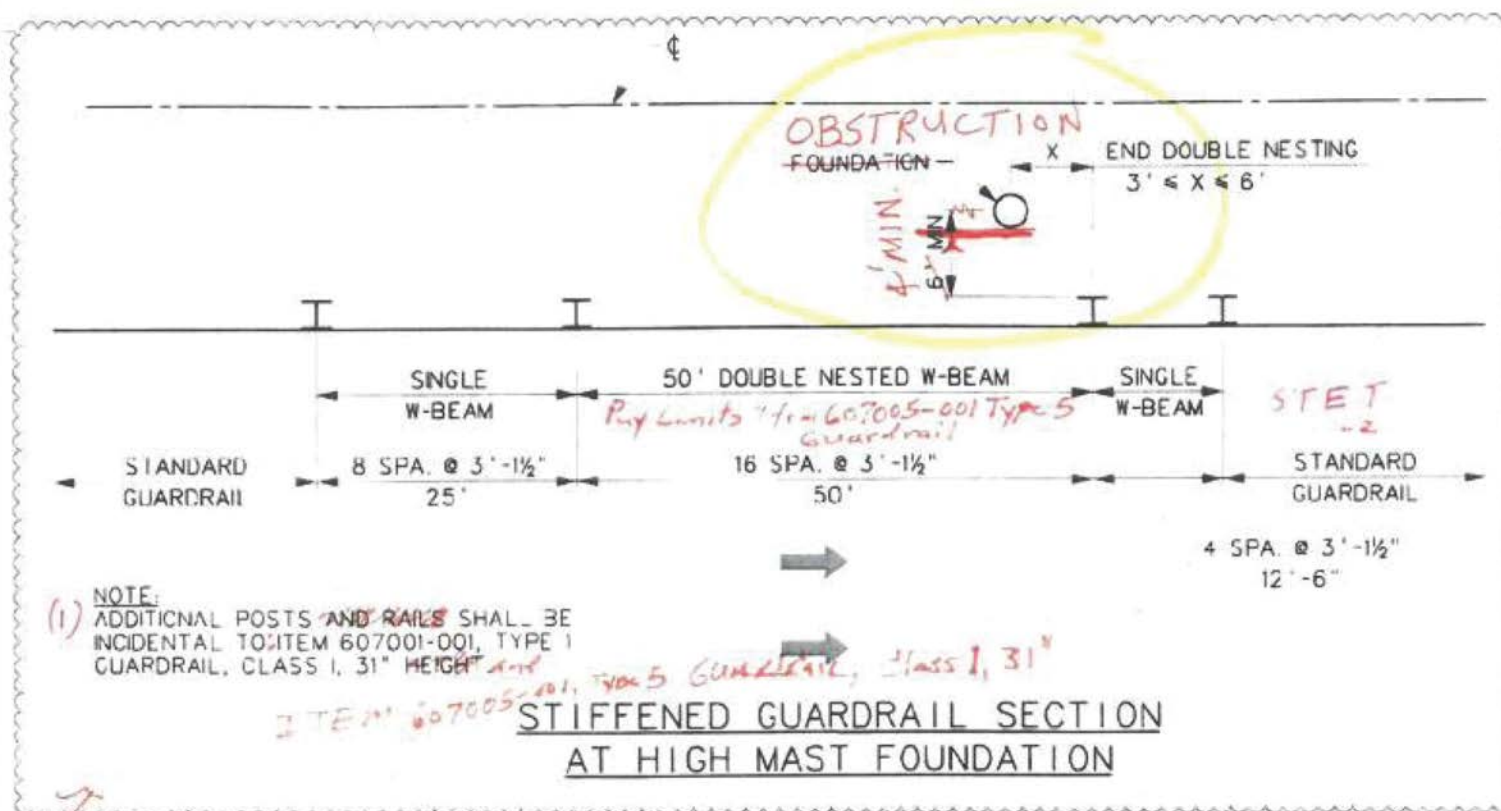 ℄
OBSTRUCTION
FOUNDATION
X
END DOUBLE NESTING
3' ≤ X ≤ 6'
MIN.
6" MIN
SINGLE
W-BEAM
50' DOUBLE NESTED W-BEAM
SINGLE
W-BEAM
Pay Limits 607005-001 Type 5
Guardrail
STET
STANDARD
GUARDRAIL
8 SPA. @ 3'-1½"
25'
16 SPA. @ 3'-1½"
50'
STANDARD
GUARDRAIL
4 SPA. @ 3'-1½"
12'-6"
NOTE:
(1) ADDITIONAL POSTS AND RAILS SHALL BE
INCIDENTAL TO ITEM 607001-001, TYPE 1
GUARDRAIL, CLASS 1, 31" HEIGHT and
ITEM 607005-001, Type 5 GUARDRAIL, Class 1, 31"
STIFFENED GUARDRAIL SECTION
AT HIGH MAST FOUNDATION